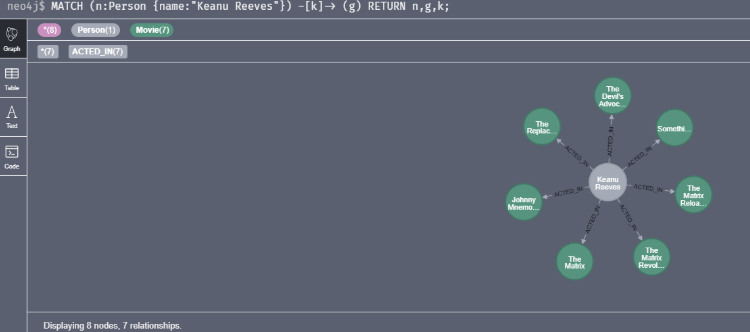 neo4j$ MATCH (n:Person {name:"Keanu Reeves"}) -[k]-> (g) RETURN n,g,k;
Graph
*(8) Person(1) Movie(7)
*(7) ACTED_IN(7)
Table
Text
Code
The
Devil's
Advoc...
The
Replac...
Somethi...
Keanu
Reeves
Johnny
Mnemo...
The
Matrix
Reloa...
The
Matrix
The
Matrix
Revol...
ACTED_IN
ACTED_IN
ACTED_IN
ACTED_IN
ACTED_IN
ACTED_IN
ACTED_IN
Displaying 8 nodes, 7 relationships.